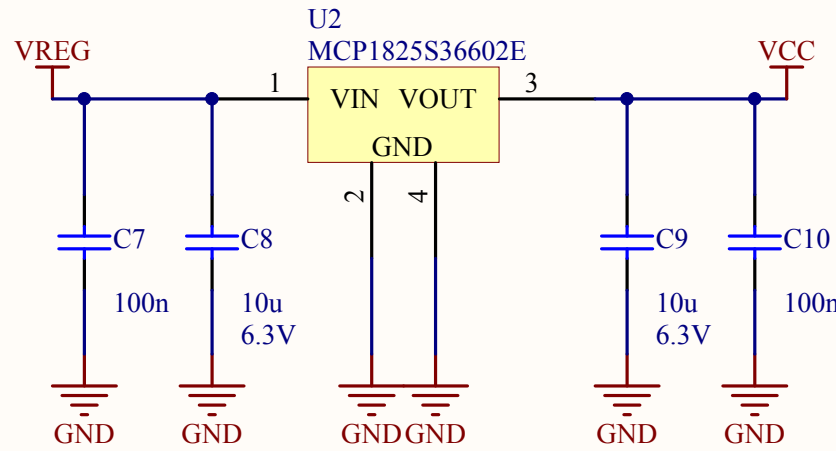 U2
MCP1825S36602E
VREG
VCC
1
VIN
VOUT
3
GND
2
4
C7
100n
C8
10u
6.3V
C9
10u
6.3V
C10
100n
GND
GND
GND
GND
GND
GND